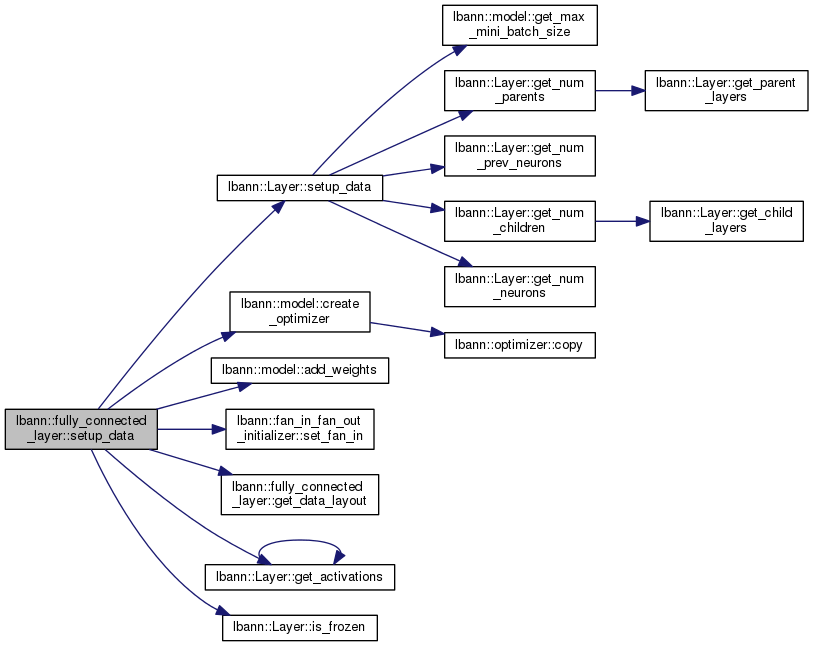 lbann::model::get_max
_mini_batch_size
lbann::Layer::get_num
_parents
lbann::Layer::get_parent
_layers
lbann::Layer::get_num
_prev_neurons
lbann::Layer::setup_data
lbann::Layer::get_num
_children
lbann::Layer::get_child
_layers
lbann::Layer::get_num
_neurons
lbann::model::create
_optimizer
lbann::optimizer::copy
lbann::model::add_weights
lbann::fully_connected
_layer::setup_data
lbann::fan_in_fan_out
_initializer::set_fan_in
lbann::fully_connected
_layer::get_data_layout
lbann::Layer::get_activations
lbann::Layer::is_frozen